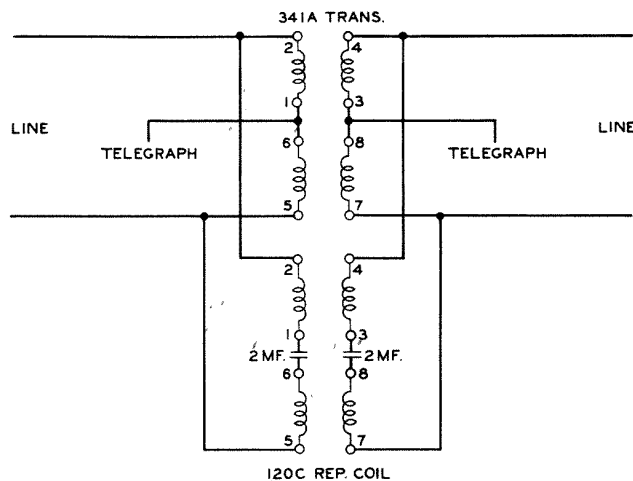 341A TRANS.
2 4
1 3
LINE LINE
TELEGRAPH TELEGRAPH
6 8
5 7
2 4
1 3
2 MF. 2 MF.
6 8
5 7
120C REP. COIL